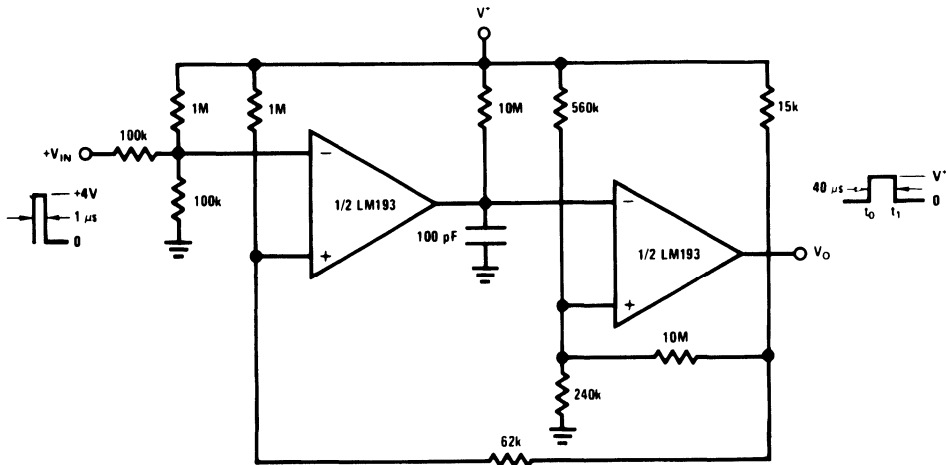 V+
1M
1M
10M
560k
15k
+VIN
100k
100k
+4V
1 μs
0
−
+
1/2 LM193
100 pF
−
+
1/2 LM193
40 μs
V+
0
t0
t1
VO
10M
240k
62k